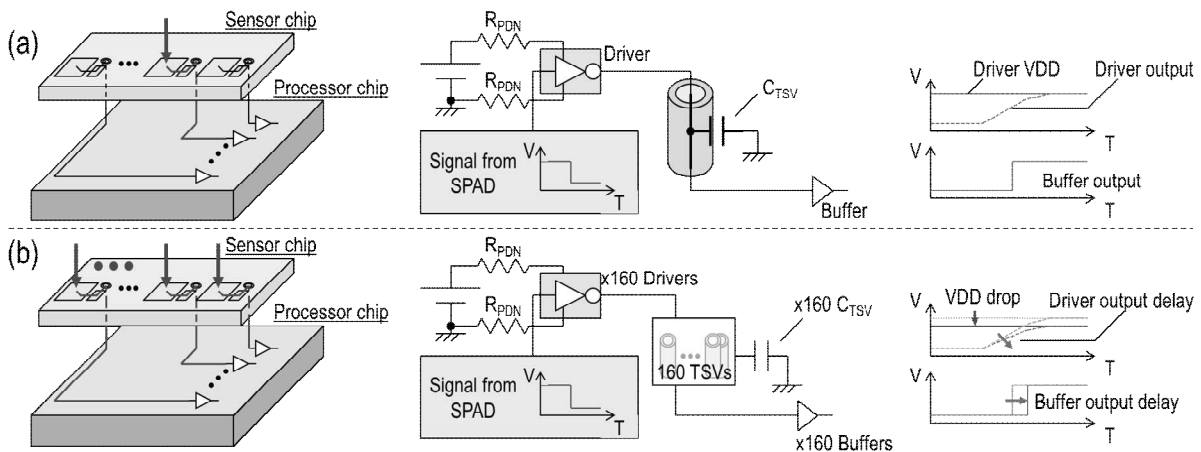 (a)
Sensor chip
Processor chip
R_PDN
R_PDN
Driver
C_TSV
Signal from
SPAD
V
T
Buffer
Driver VDD
Driver output
V
T
V
Buffer output
T
(b)
Sensor chip
Processor chip
R_PDN
R_PDN
x160 Drivers
x160 C_TSV
160 TSVs
Signal from
SPAD
V
T
x160 Buffers
VDD drop
Driver output delay
V
T
V
Buffer output delay
T